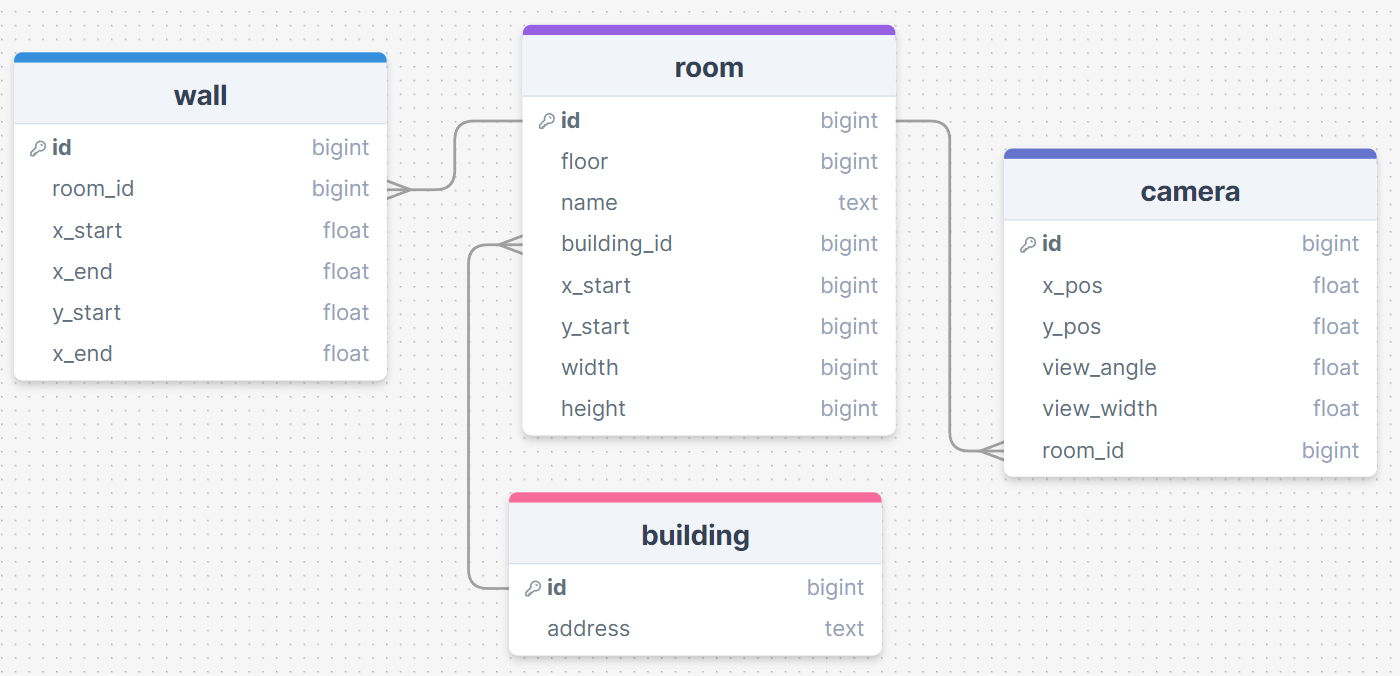 wall
id bigint
room_id bigint
x_start float
x_end float
y_start float
x_end float
room
id bigint
floor bigint
name text
building_id bigint
x_start bigint
y_start bigint
width bigint
height bigint
camera
id bigint
x_pos float
y_pos float
view_angle float
view_width float
room_id bigint
building
id bigint
address text